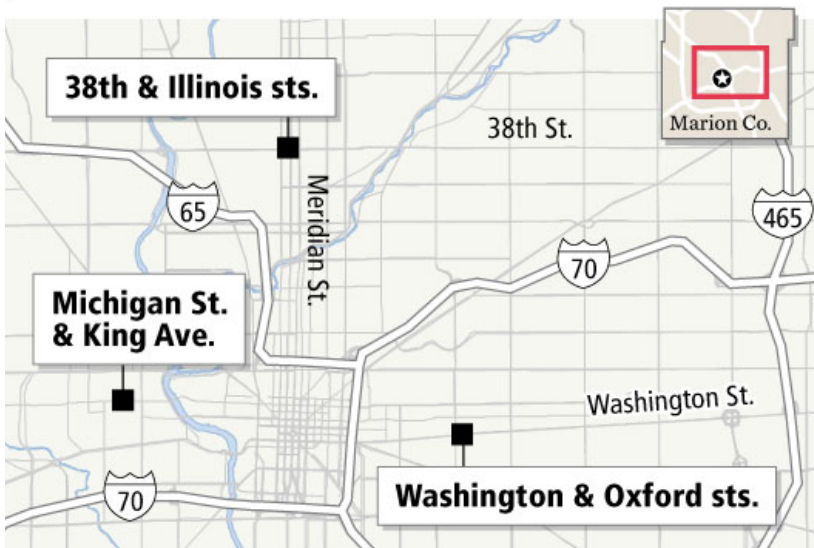 38th & Illinois sts.
38th St.
Marion Co.
65
Meridian St.
465
70
Michigan St.
& King Ave.
Washington St.
70
Washington & Oxford sts.